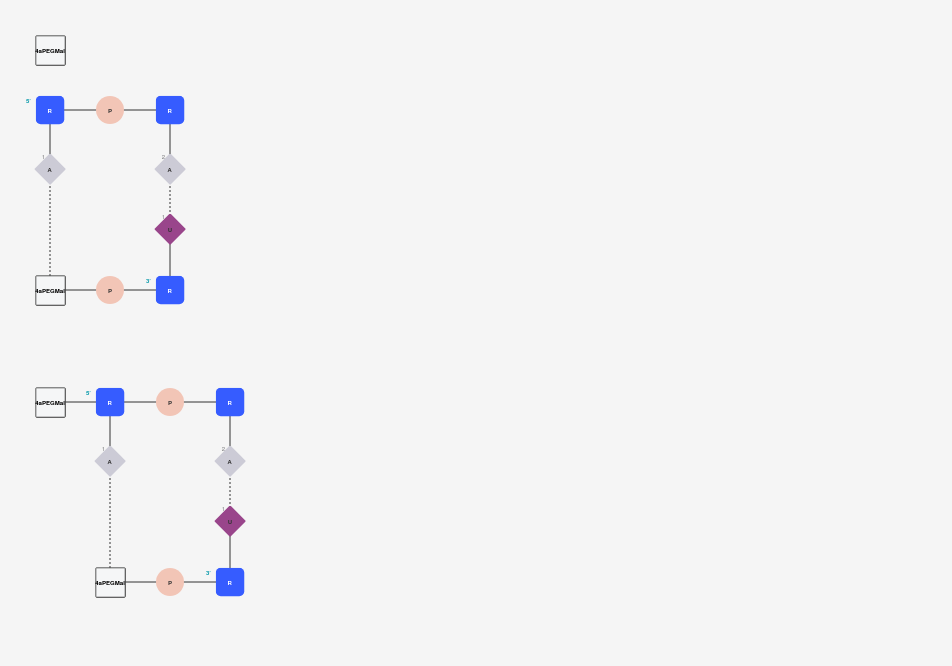 4aPEGMal
5'
R P R
1 2
A A
1
U
3'
4aPEGMal P R
4aPEGMal 5' R P R
1 2
A A
1
U
3'
4aPEGMal P R